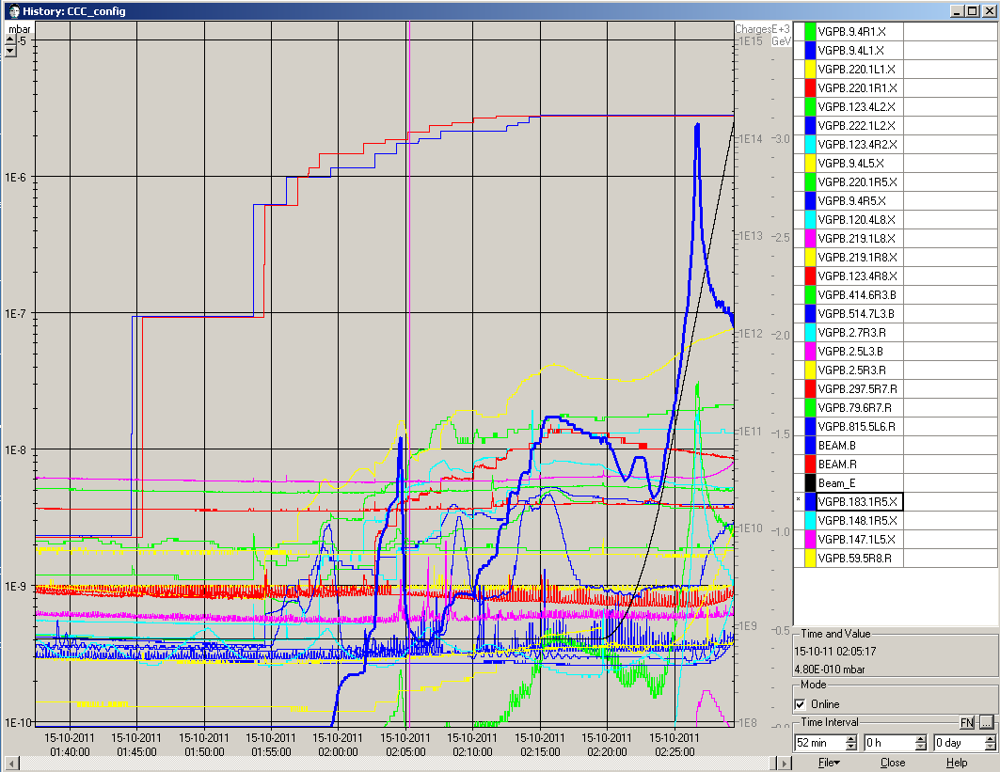 History: CCC_config
mbar
-5
1E-6
1E-7
1E-8
1E-9
1E-10
ChargesE+3
GeV
1E15
1E14
1E13
1E12
1E11
1E10
1E9
1E8
3.0
2.5
2.0
1.5
1.0
0.5
15-10-2011 15-10-2011 15-10-2011 15-10-2011 15-10-2011 15-10-2011 15-10-2011 15-10-2011 15-10-2011 15-10-2011
01:40:00 01:45:00 01:50:00 01:55:00 02:00:00 02:05:00 02:10:00 02:15:00 02:20:00 02:25:00
VGPB.9.4R1.X
VGPB.9.4L1.X
VGPB.220.1L1.X
VGPB.220.1R1.X
VGPB.123.4L2.X
VGPB.222.1L2.X
VGPB.123.4R2.X
VGPB.9.4L5.X
VGPB.220.1R5.X
VGPB.9.4R5.X
VGPB.120.4L8.X
VGPB.219.1L8.X
VGPB.219.1R8.X
VGPB.123.4R8.X
VGPB.414.6R3.B
VGPB.514.7L3.B
VGPB.2.7R3.R
VGPB.2.5L3.B
VGPB.2.5R3.R
VGPB.297.5R7.R
VGPB.79.6R7.R
VGPB.815.5L6.R
BEAM.B
BEAM.R
Beam_E
* VGPB.183.1R5.X
VGPB.148.1R5.X
VGPB.147.1L5.X
VGPB.59.5R8.R
Time and Value
4.80E-010 mbar
Mode
Online
Time Interval
FN ...
52 min 0 h 0 day
File Close Help